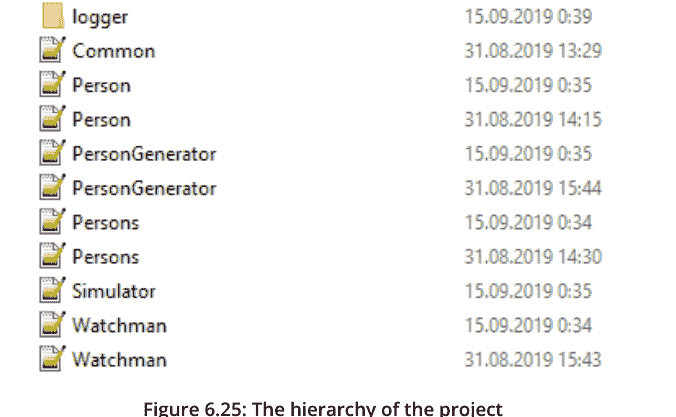 logger 15.09.2019 0:39
Common 31.08.2019 13:29
Person 15.09.2019 0:35
Person 31.08.2019 14:15
PersonGenerator 15.09.2019 0:35
PersonGenerator 31.08.2019 15:44
Persons 15.09.2019 0:34
Persons 31.08.2019 14:30
Simulator 15.09.2019 0:35
Watchman 15.09.2019 0:34
Watchman 31.08.2019 15:43
Figure 6.25: The hierarchy of the project